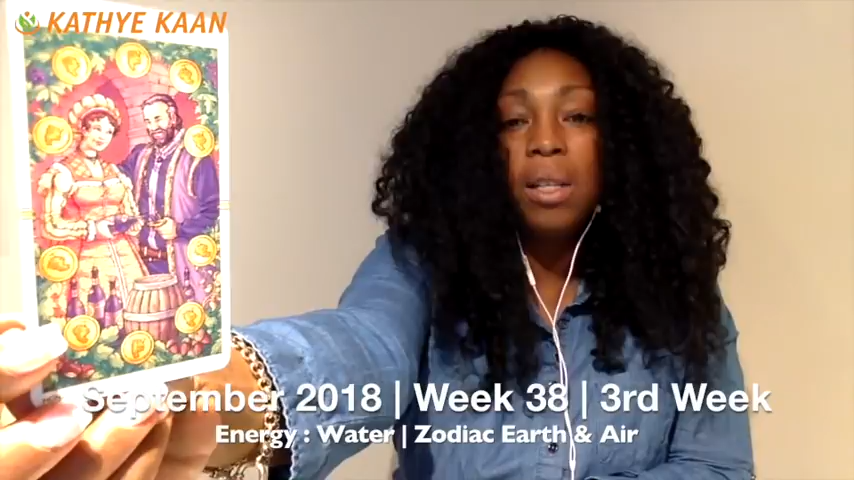 KATHYE KAAN
September 2018 | Week 38 | 3rd Week
Energy : Water | Zodiac Earth & Air